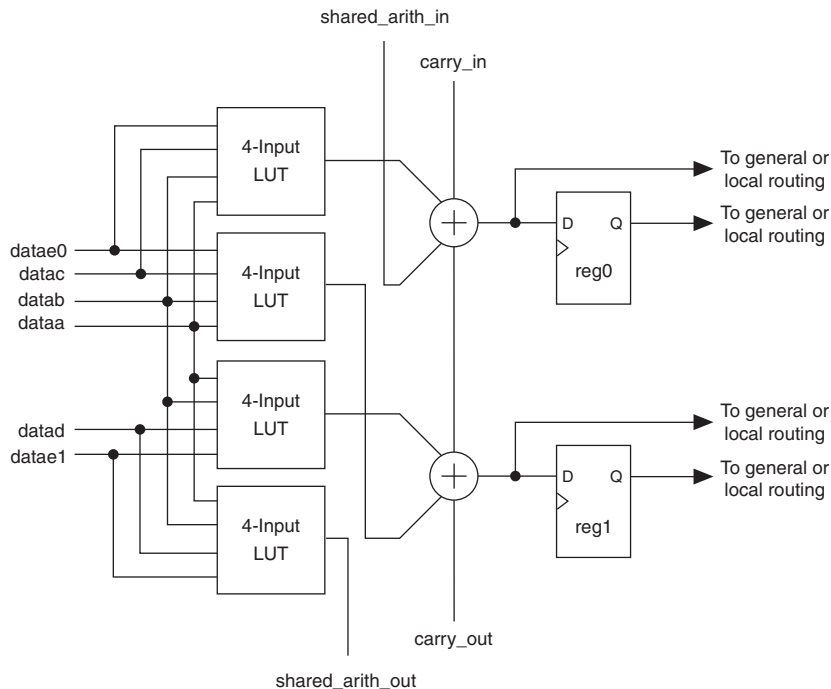 shared_arith_in
carry_in
4-Input
LUT
To general or
local routing
D Q
To general or
local routing
reg0
datae0
datac
datab
dataa
4-Input
LUT
4-Input
LUT
To general or
local routing
datad
datae1
D Q
To general or
local routing
reg1
4-Input
LUT
carry_out
shared_arith_out